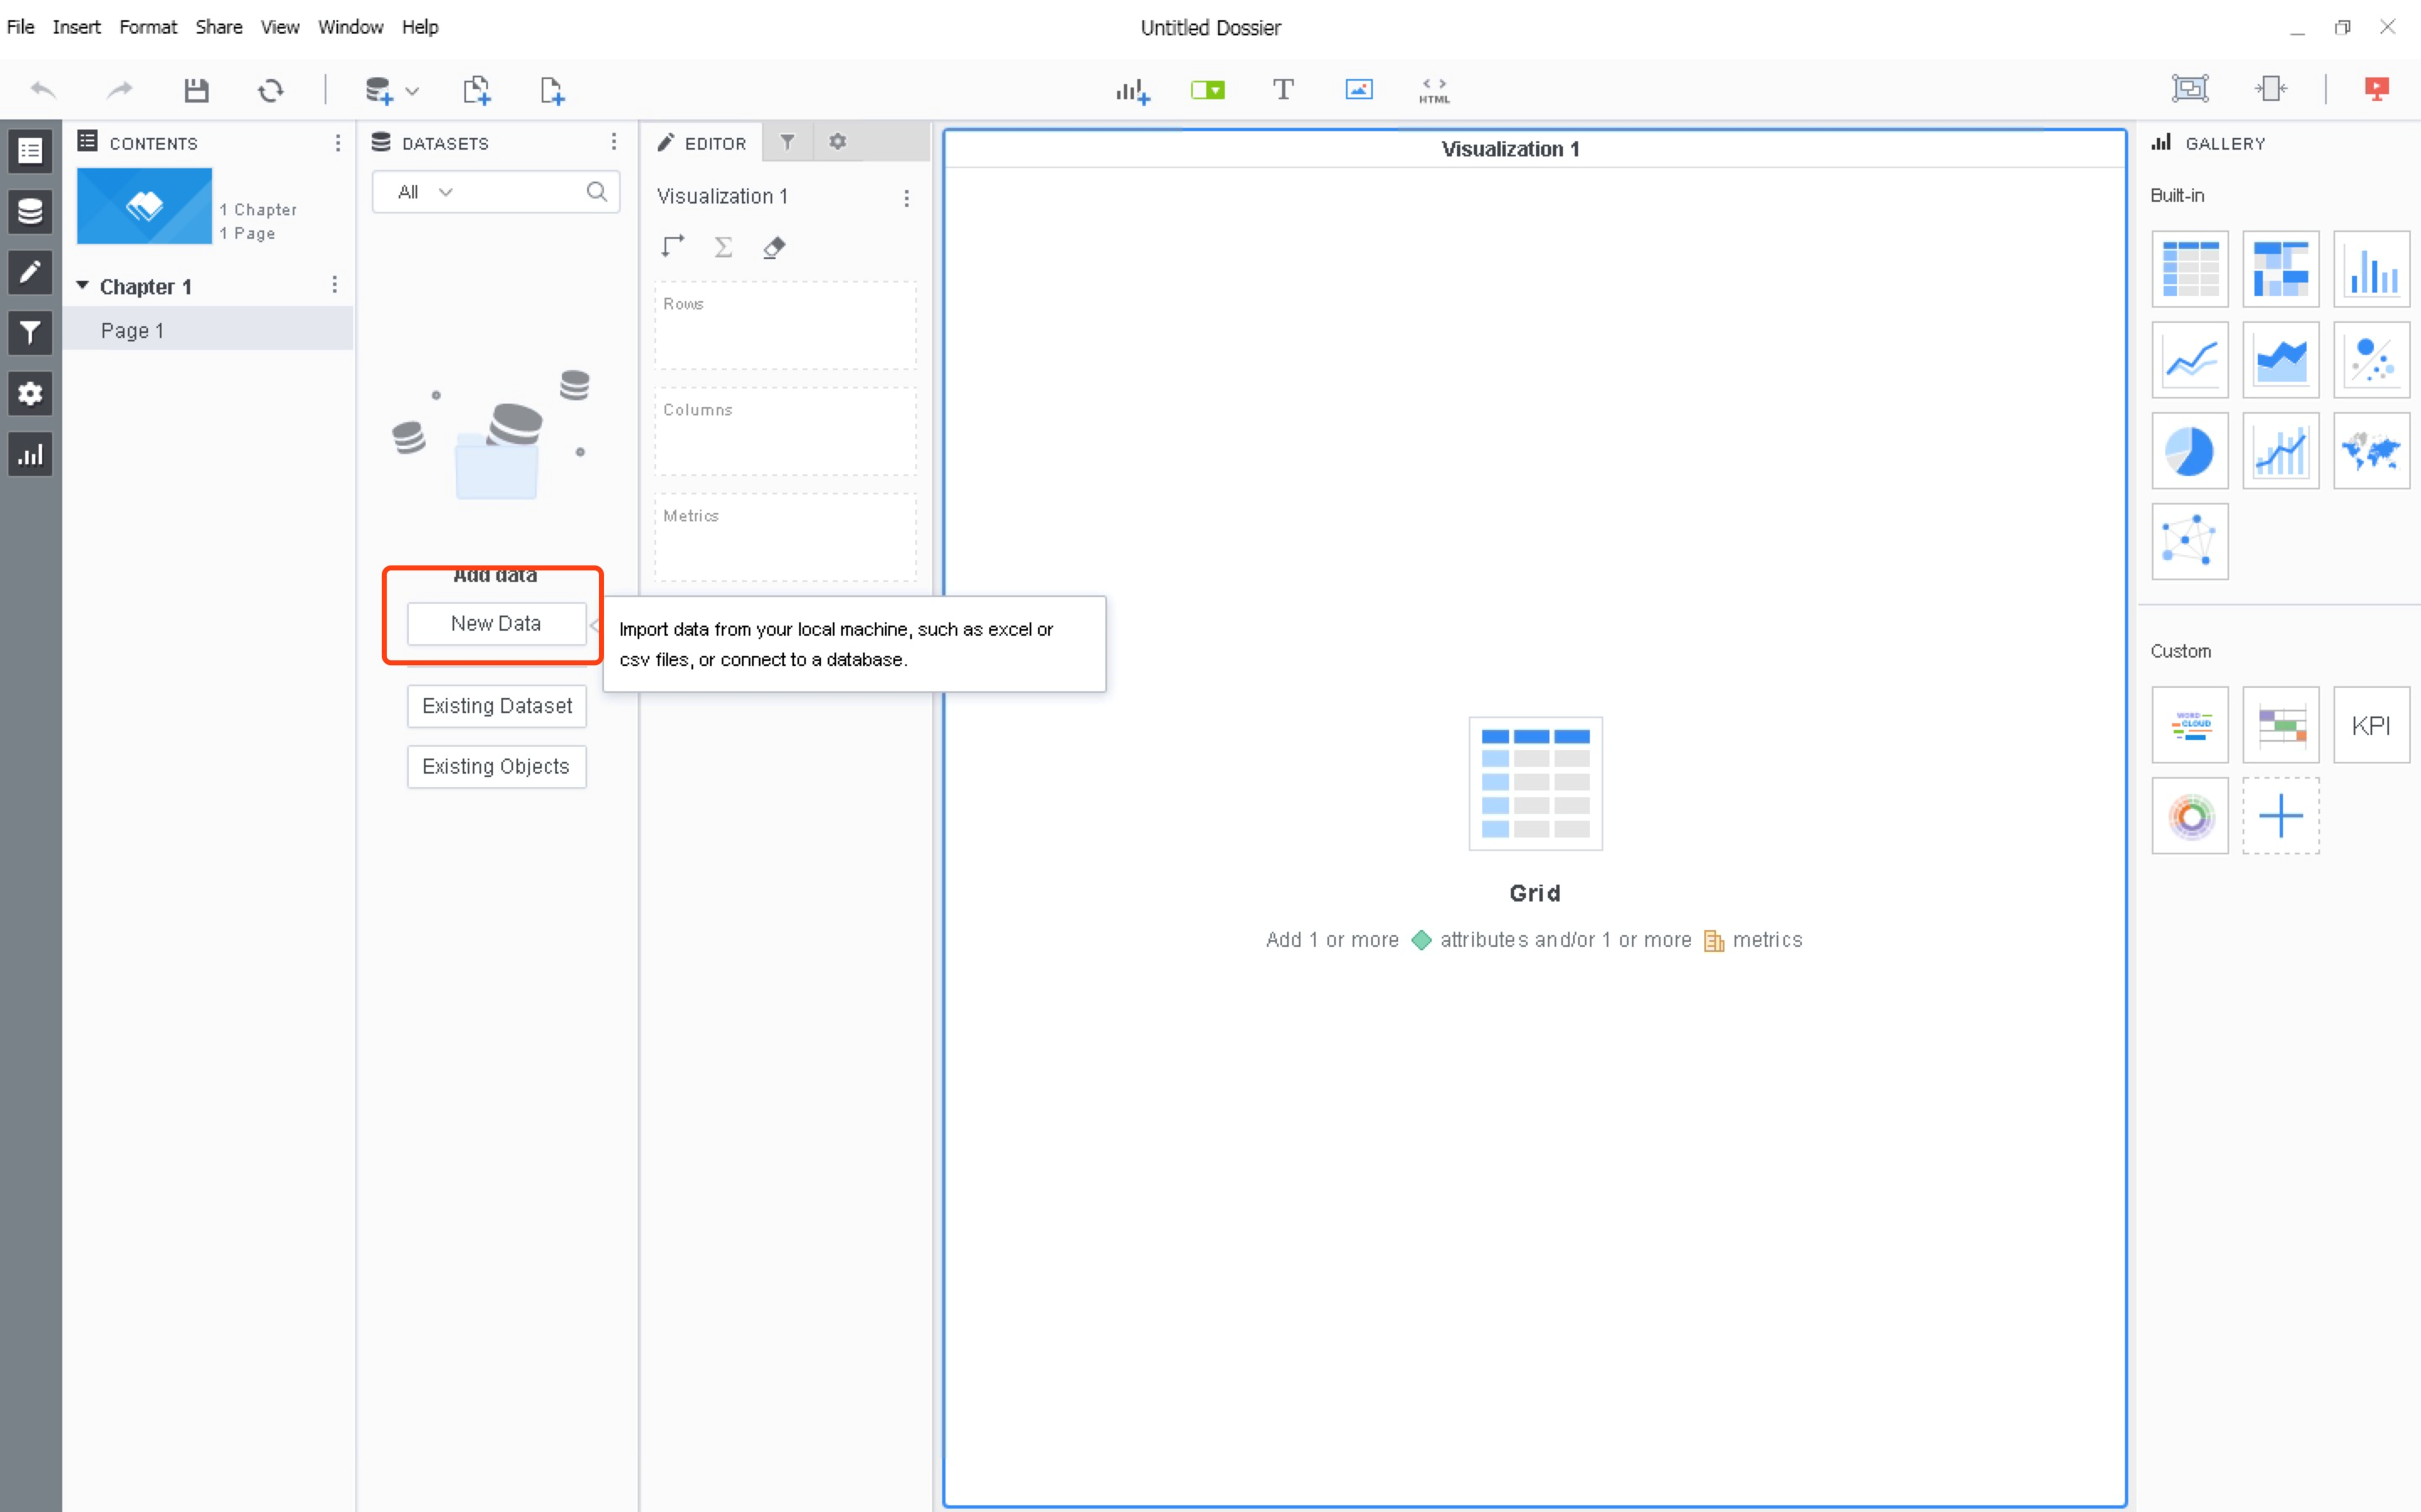 File Insert Format Share View Window Help
Untitled Dossier
HTML
CONTENTS
1 Chapter
1 Page
Chapter 1
Page 1
DATASETS
All
Add data
New Data
Existing Dataset
Existing Objects
EDITOR
Visualization 1
Rows
Columns
Metrics
Import data from your local machine, such as excel or
csv files, or connect to a database.
Visualization 1
Grid
Add 1 or more attributes and/or 1 or more metrics
GALLERY
Built-in
Custom
WORD
CLOUD
KPI